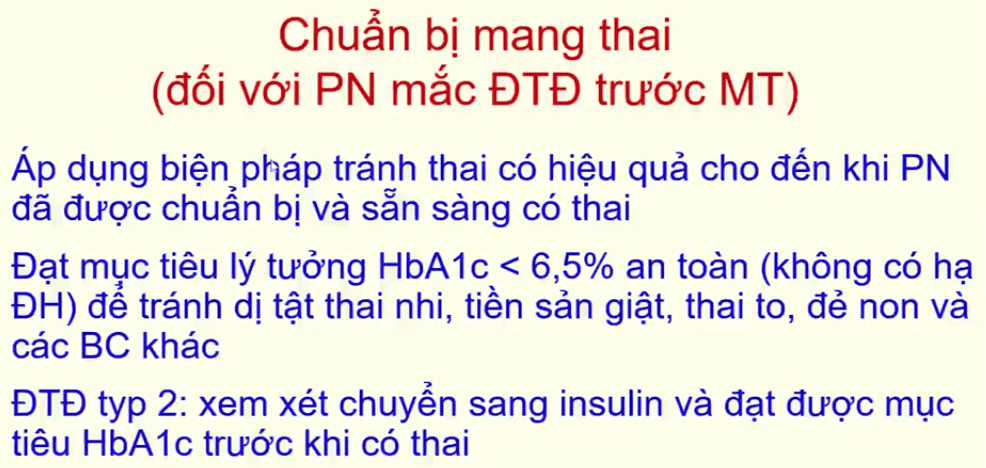 Chuẩn bị mang thai
(đối với PN mắc ĐTĐ trước MT)
Áp dụng biện pháp tránh thai có hiệu quả cho đến khi PN
đã được chuẩn bị và sẵn sàng có thai
Đạt mục tiêu lý tưởng HbA1c < 6,5% an toàn (không có hạ
ĐH) để tránh dị tật thai nhi, tiền sản giật, thai to, đẻ non và
các BC khác
ĐTĐ typ 2: xem xét chuyển sang insulin và đạt được mục
tiêu HbA1c trước khi có thai